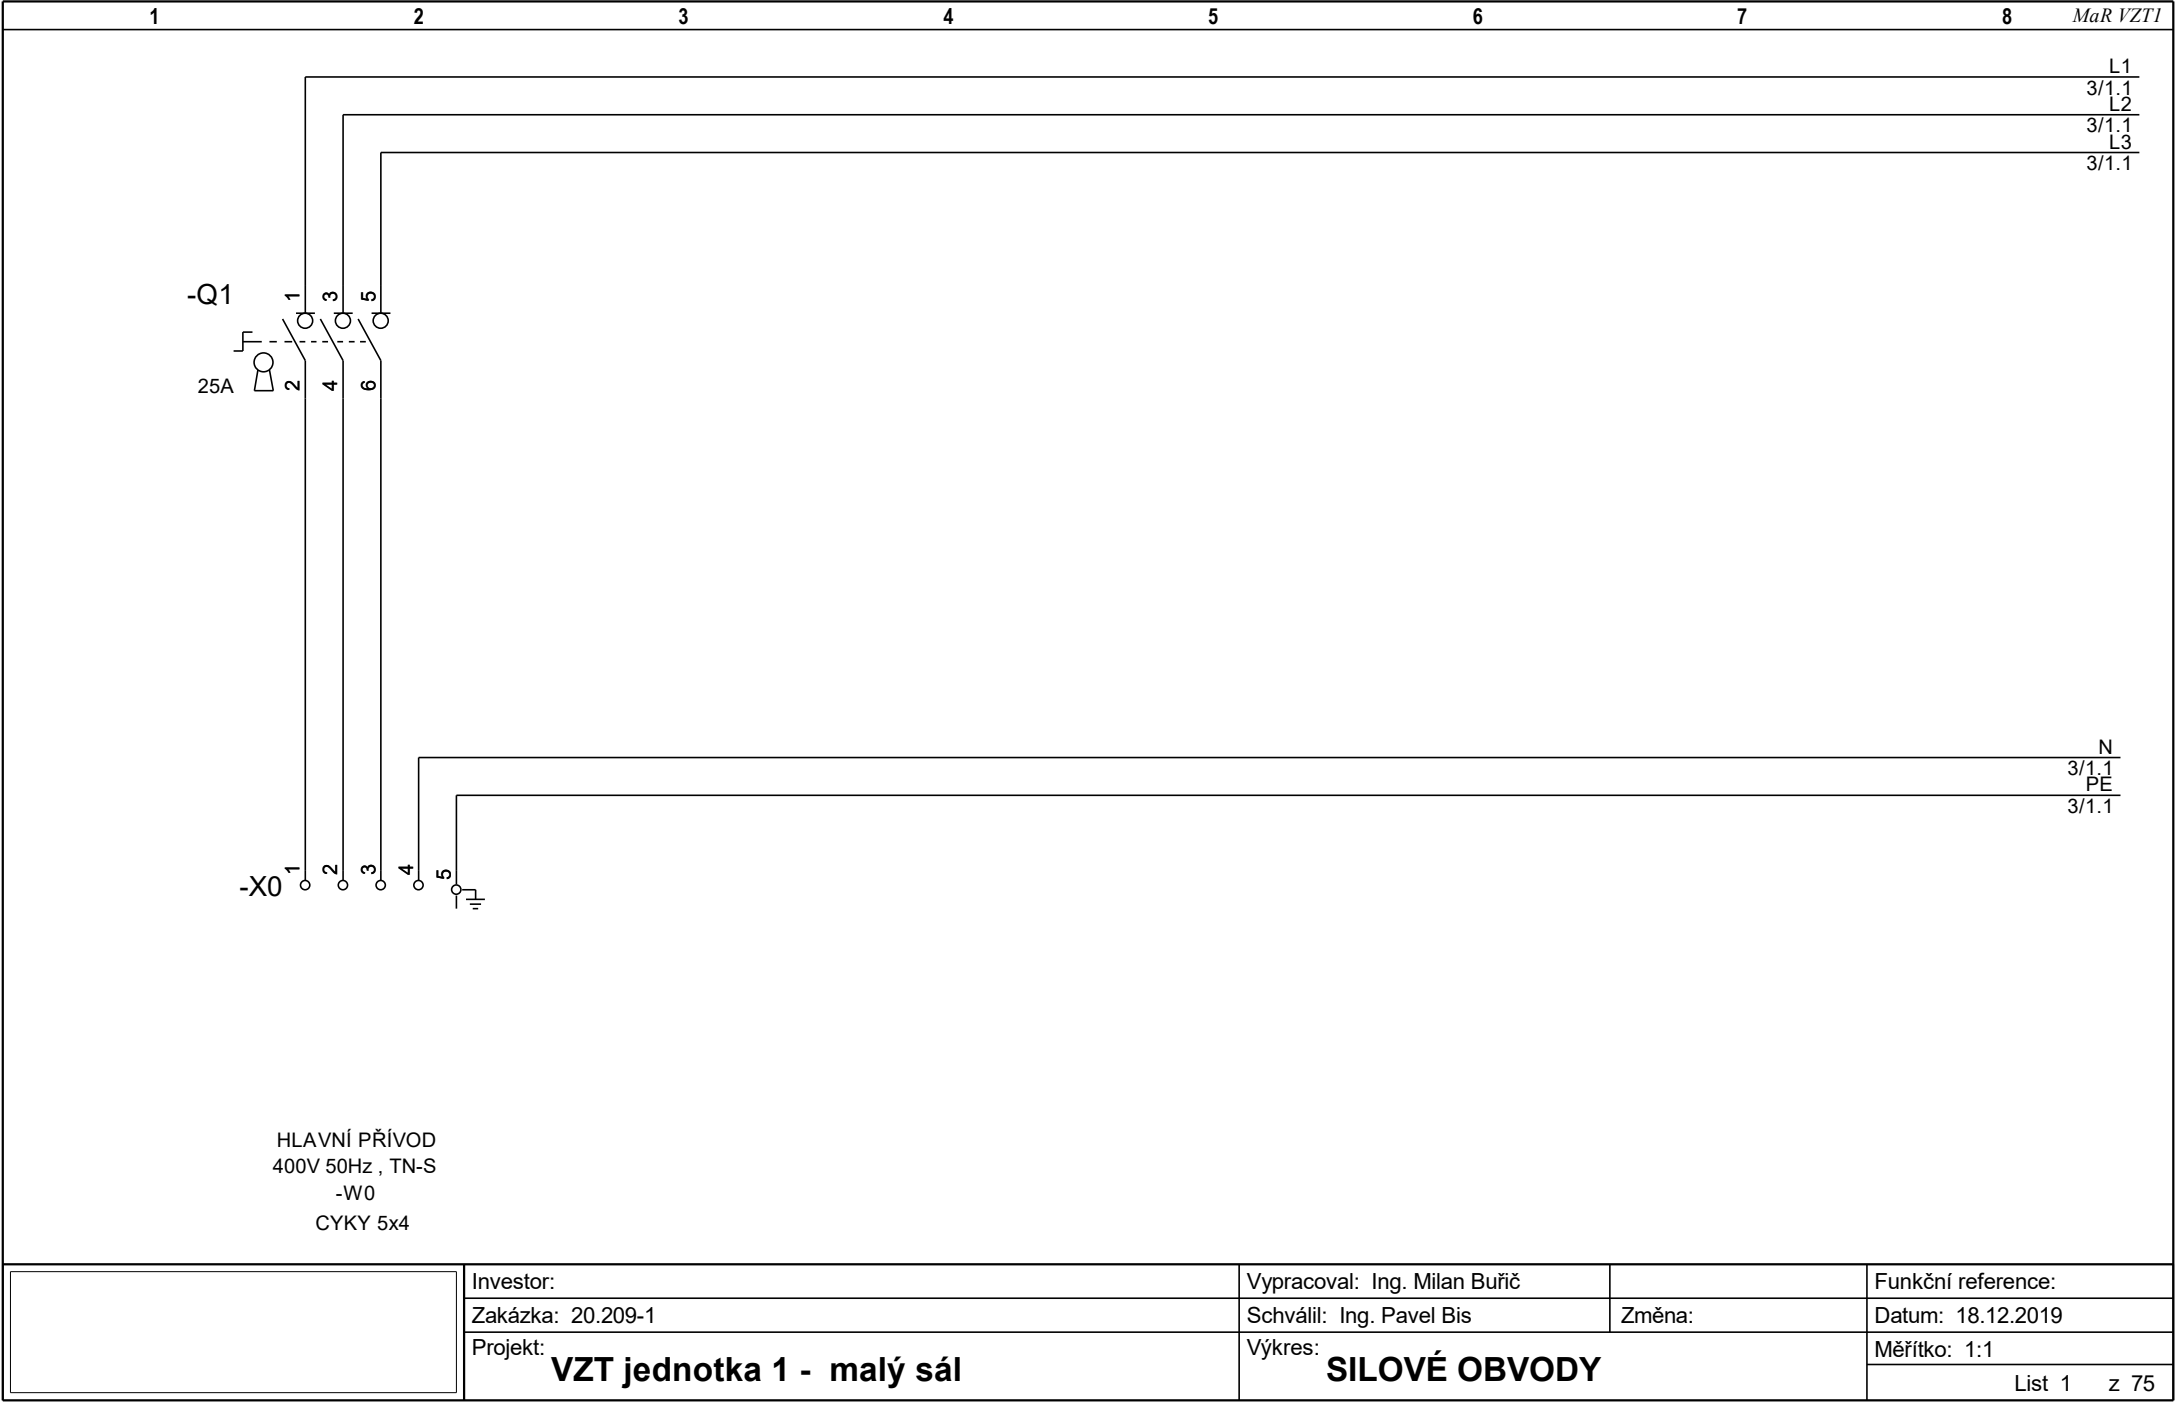 1 2 3 4 5 6 7 8 MaR VZT1
L1
3/1.1
L2
3/1.1
L3
3/1.1
-Q1
1 3 5
25A
2 4 6
N
3/1.1
PE
3/1.1
-X0
1 2 3 4 5
HLAVNÍ PŘÍVOD
400V 50Hz , TN-S
-W0
CYKY 5x4
Investor:
Vypracoval: Ing. Milan Buřič
Funkční reference:
Zakázka: 20.209-1
Schválil: Ing. Pavel Bis
Změna:
Datum: 18.12.2019
Projekt: VZT jednotka 1 - malý sál
Výkres: SILOVÉ OBVODY
Měřítko: 1:1
List 1 z 75